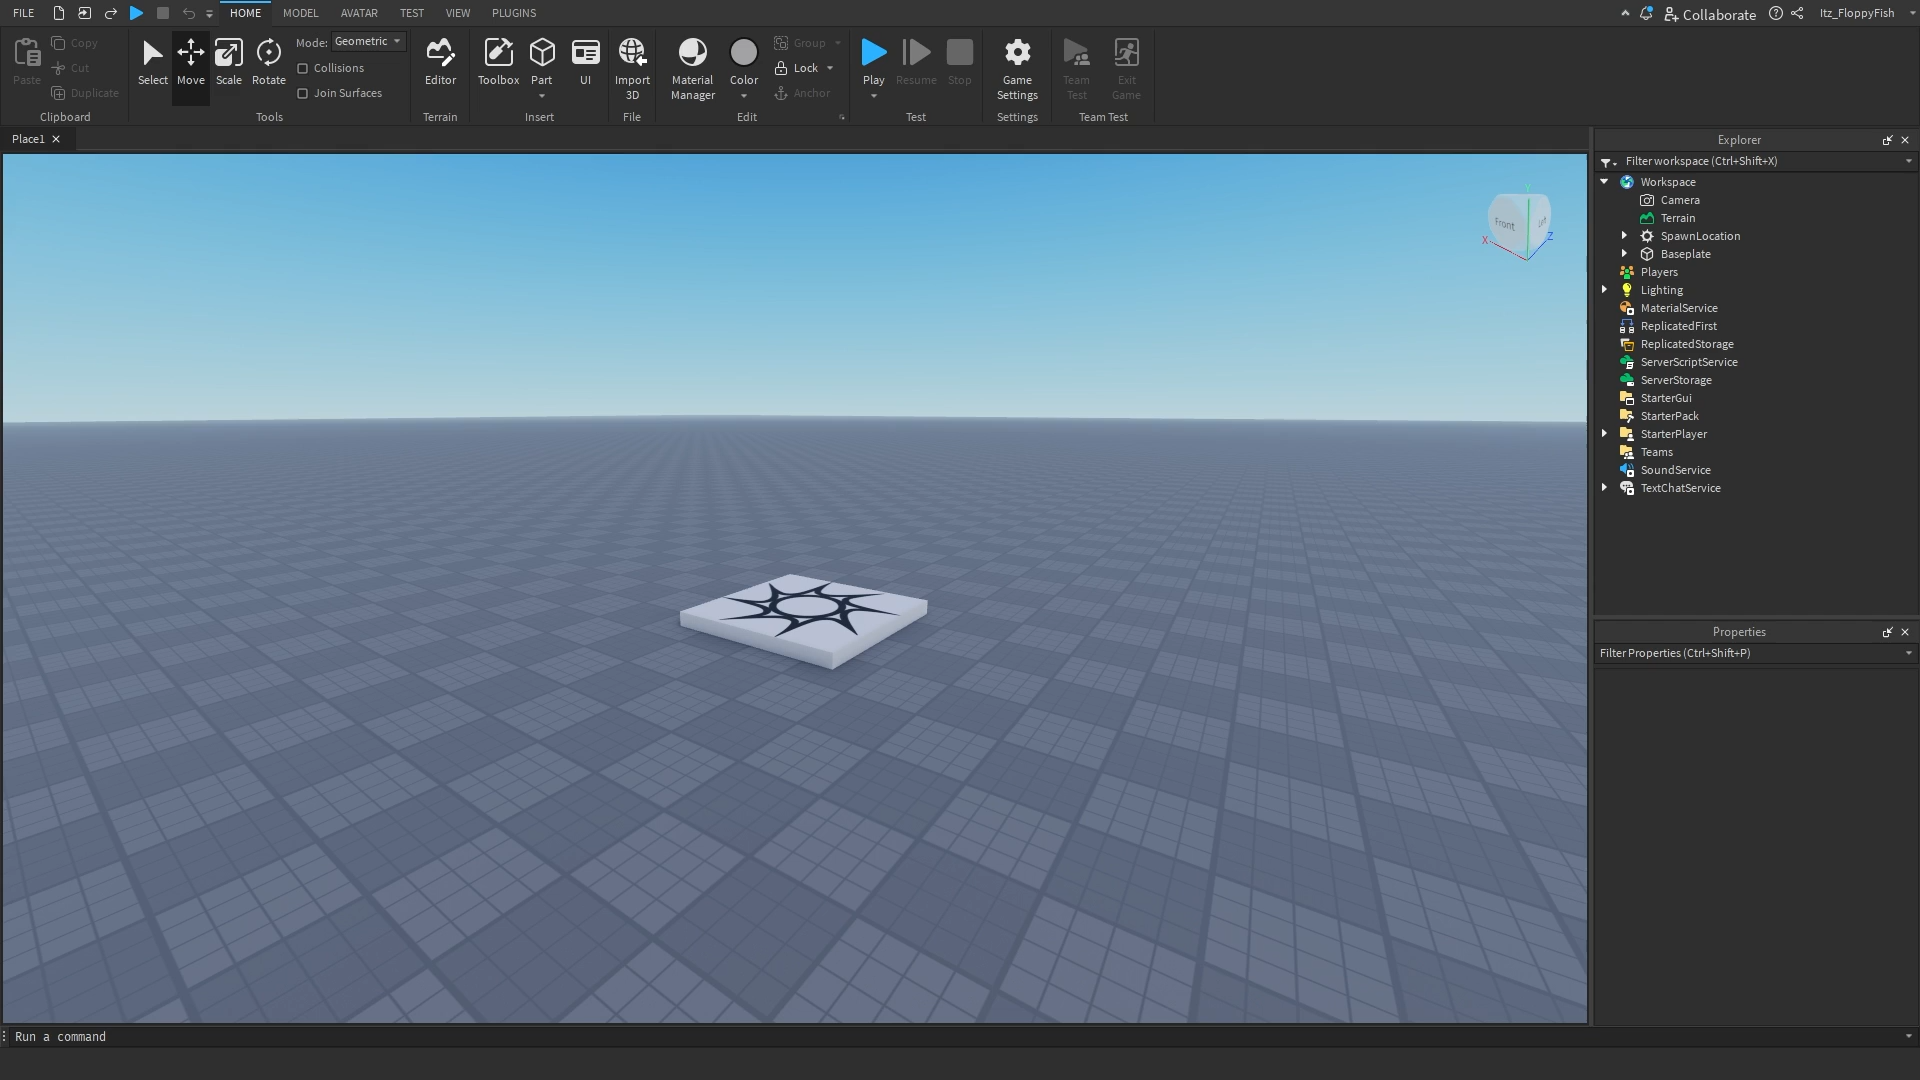 FILE HOME MODEL AVATAR TEST VIEW PLUGINS Collaborate Itz_FloppyFish
Paste Copy Cut Duplicate
Clipboard
Select Move Scale Rotate
Mode: Geometric
Collisions
Join Surfaces
Tools
Editor
Terrain
Toolbox Part UI
Insert
Import
3D
File
Material
Manager
Color
Group
Lock
Anchor
Edit
Play Resume Stop
Test
Game
Settings
Settings
Team
Test
Exit
Game
Team Test
Place1
Y
Front
X
Z
Explorer
Filter workspace (Ctrl+Shift+X)
Workspace
Camera
Terrain
SpawnLocation
Baseplate
Players
Lighting
MaterialService
ReplicatedFirst
ReplicatedStorage
ServerScriptService
ServerStorage
StarterGui
StarterPack
StarterPlayer
Teams
SoundService
TextChatService
Properties
Filter Properties (Ctrl+Shift+P)
Run a command